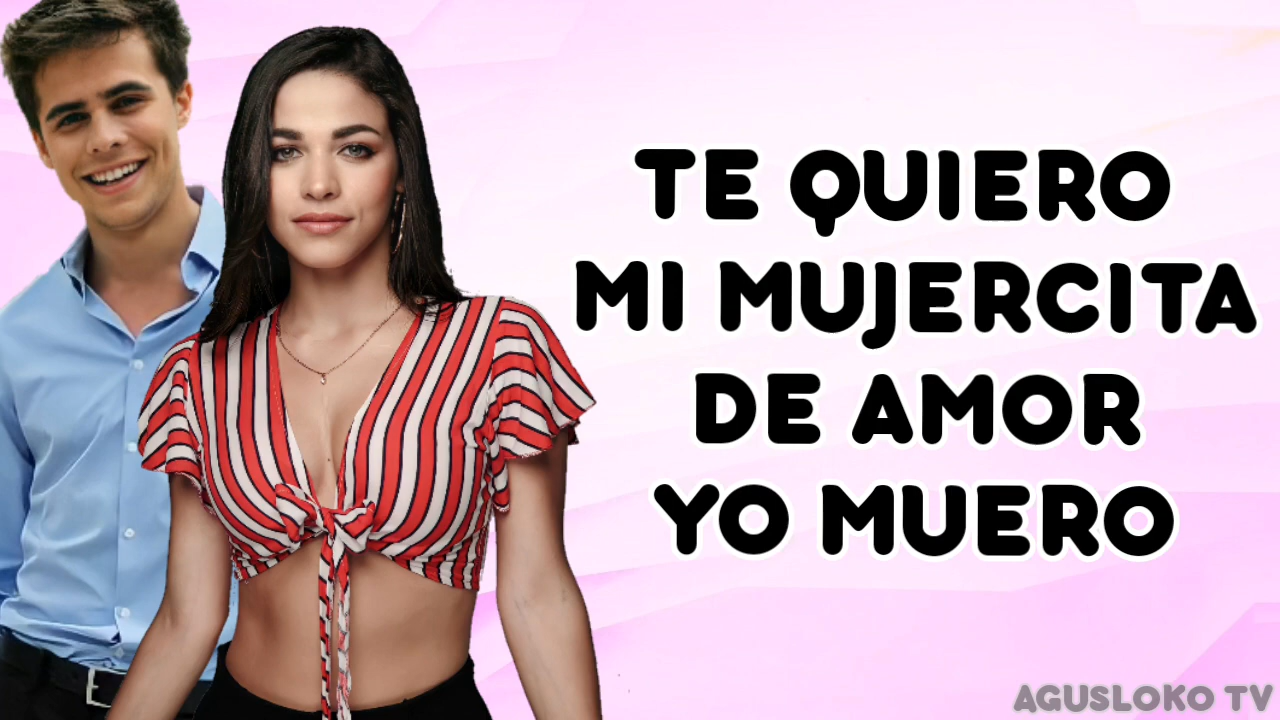 TE QUIERO
MI MUJERCITA
DE AMOR
YO MUERO
AGUSLOKO TV